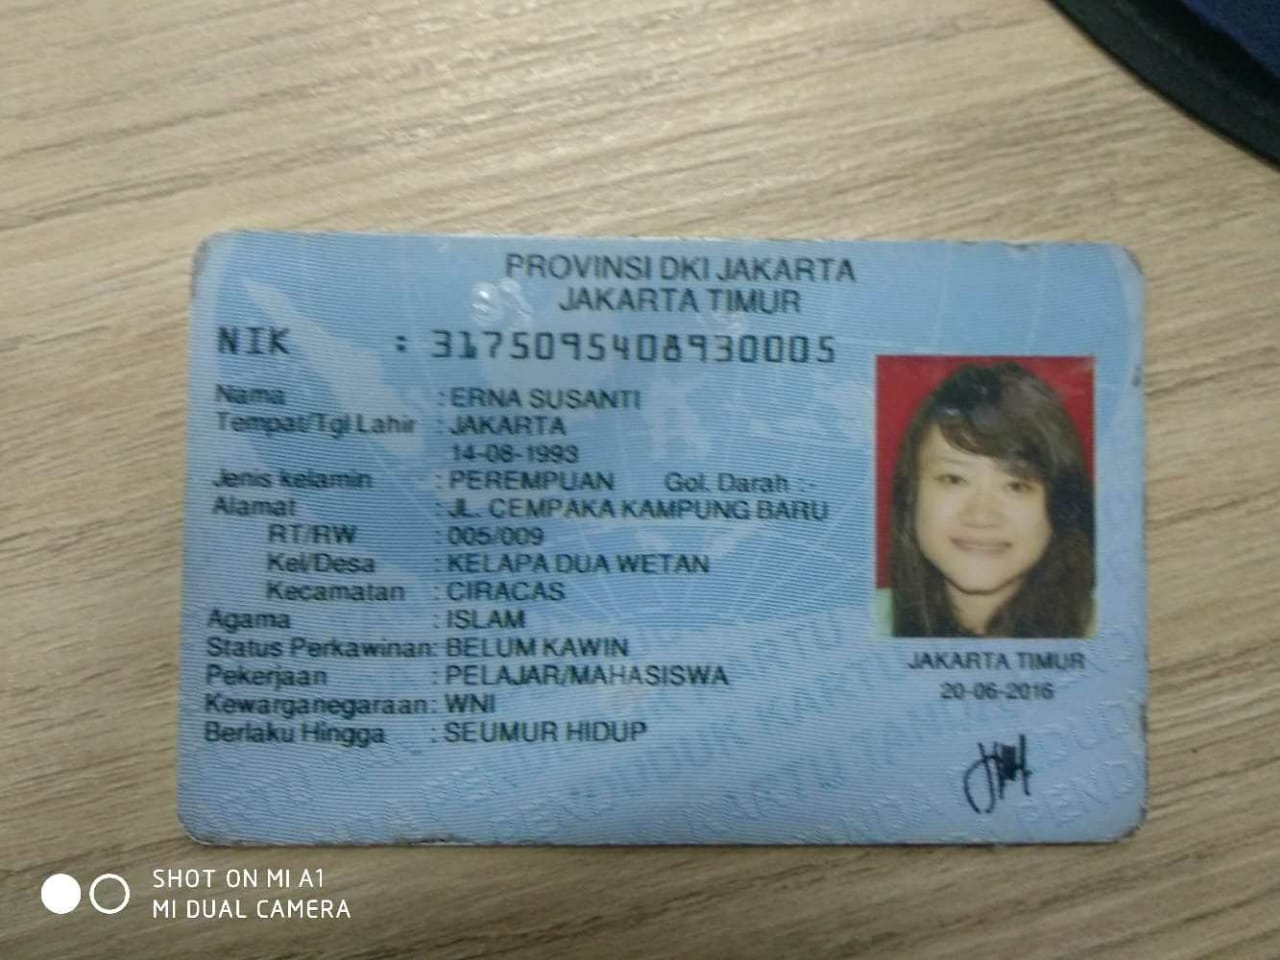 PROVINSI DKI JAKARTA
JAKARTA TIMUR
NIK : 3175095408930005
Nama : ERNA SUSANTI
Tempat/Tgl Lahir : JAKARTA
14-08-1993
Jenis kelamin : PEREMPUAN Gol. Darah :-
Alamat : JL. CEMPAKA KAMPUNG BARU
RT/RW : 005/009
Kel/Desa : KELAPA DUA WETAN
Kecamatan : CIRACAS
Agama : ISLAM
Status Perkawinan: BELUM KAWIN
Pekerjaan : PELAJAR/MAHASISWA
Kewarganegaraan: WNI
Berlaku Hingga : SEUMUR HIDUP
JAKARTA TIMUR
20-06-2016
SHOT ON MI A1
MI DUAL CAMERA